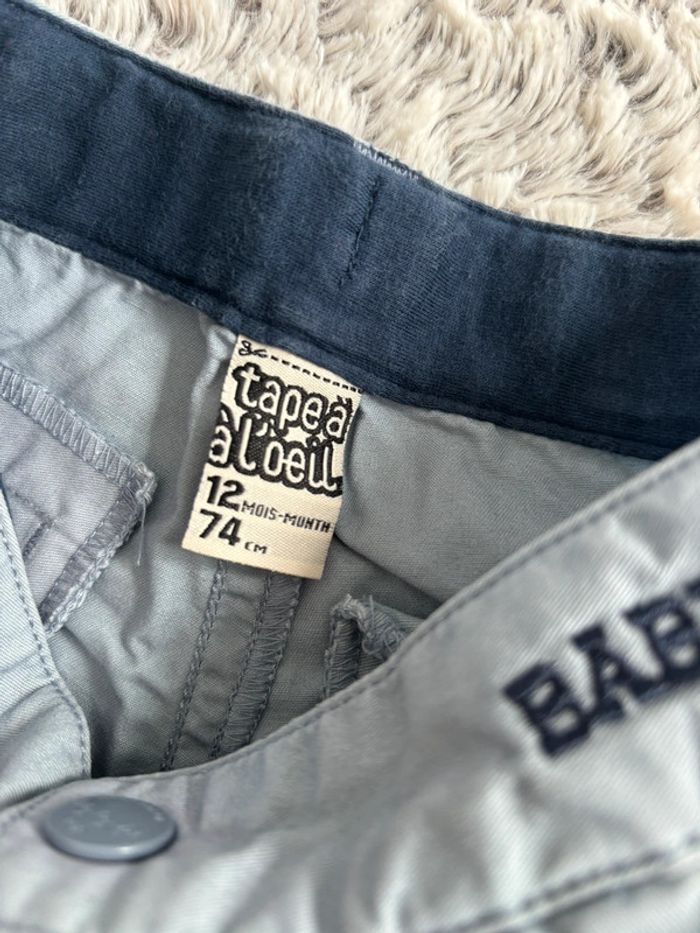 tape à
à l'oeil
12 MOIS-MONTH
74 CM
BAB